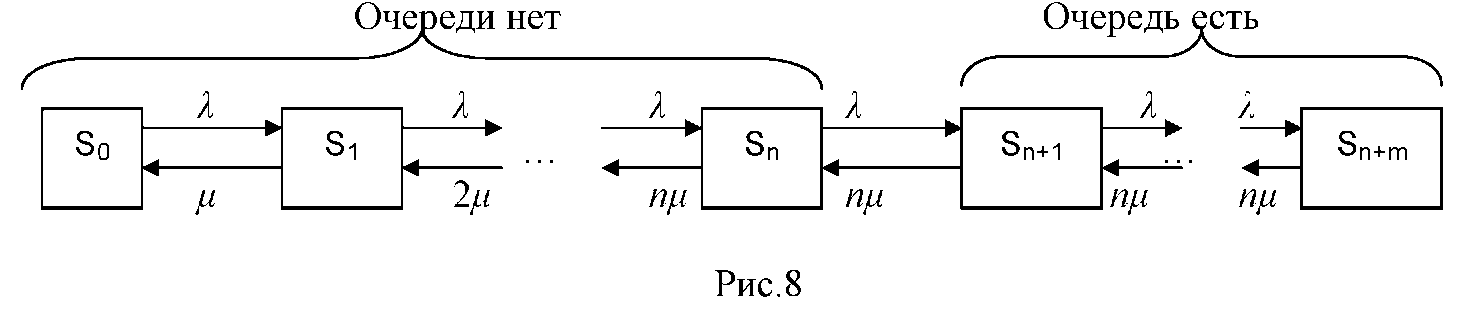 Очереди нет Очередь есть
λ λ λ λ λ λ
S0 S1 ... Sn Sn+1 ... Sn+m
μ 2μ nμ nμ nμ nμ
Рис.8